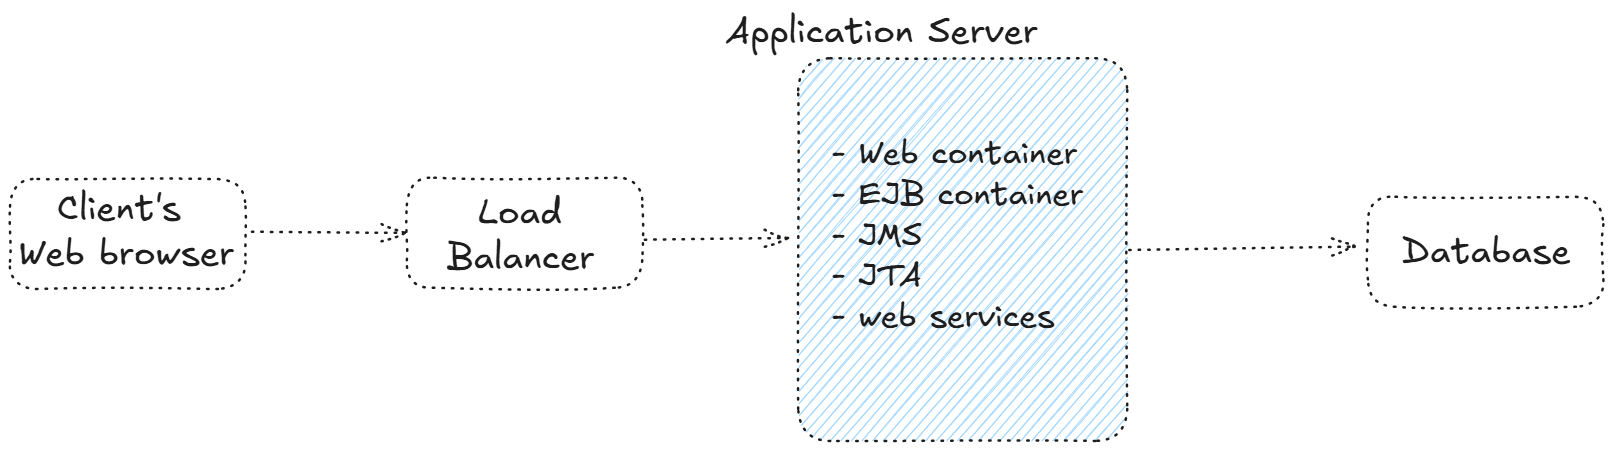 Application Server
Client's
Web browser
Load
Balancer
- Web container
- EJB container
- JMS
- JTA
- web services
Database